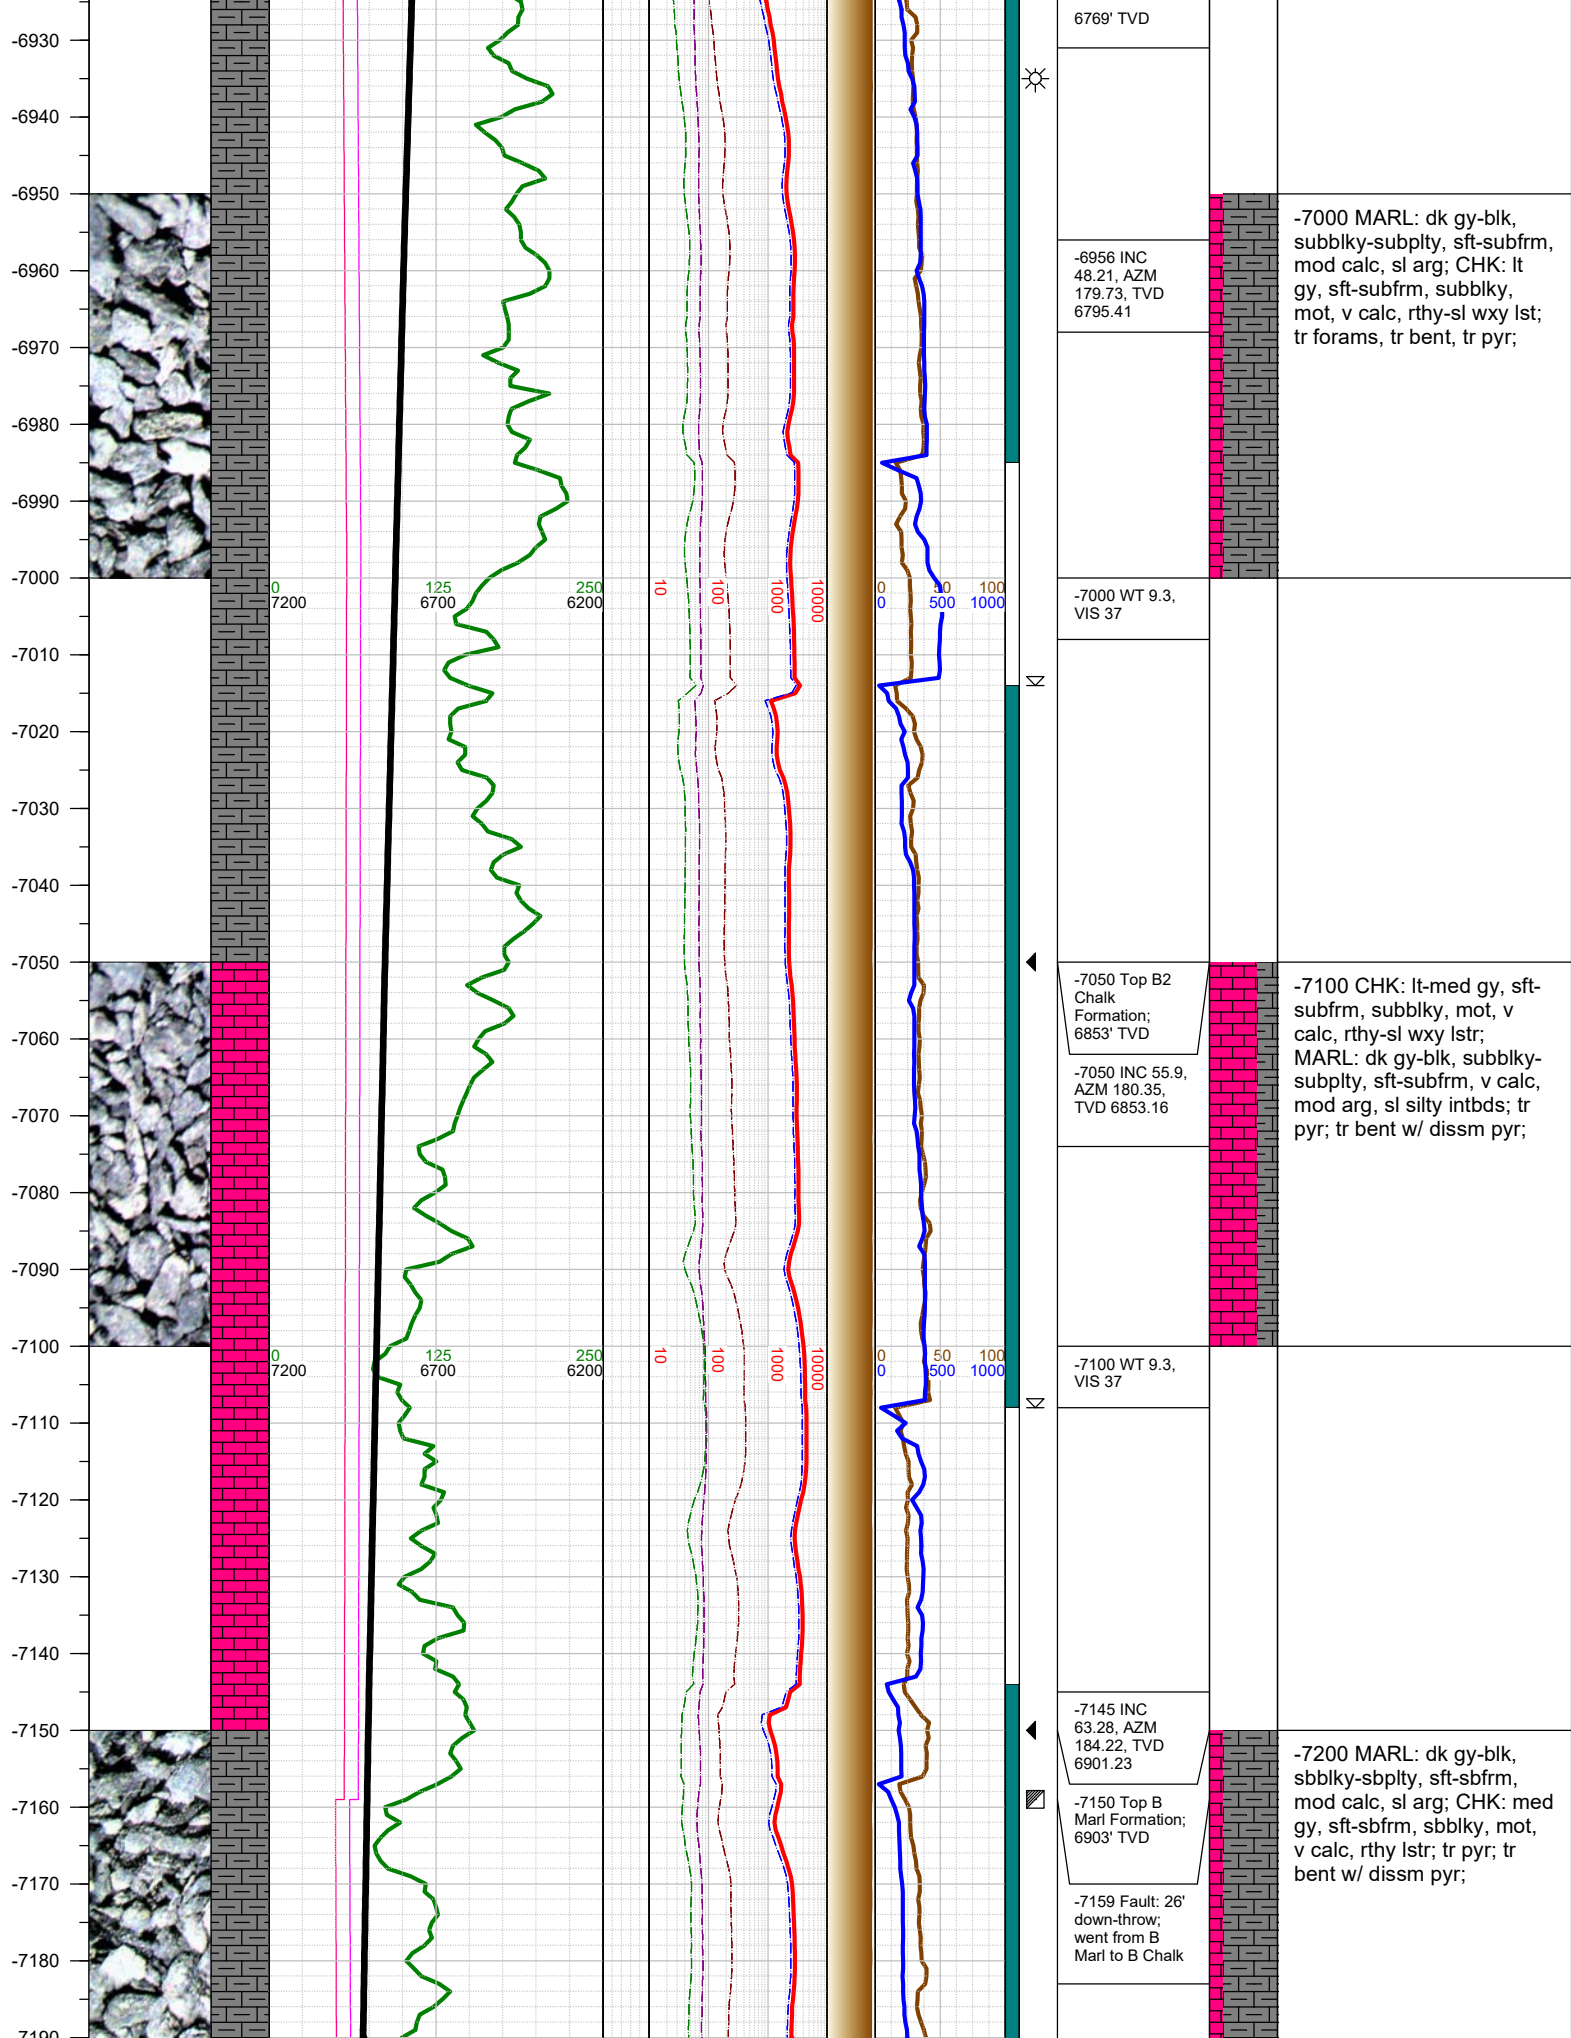 6769' TVD
-6930
-6940
-6950
-7000 MARL: dk gy-blk,
subblky-subplty, sft-subfrm,
mod calc, sl arg; CHK: lt
gy, sft-subfrm, subblky,
mot, v calc, rthy-sl wxy lst;
tr forams, tr bent, tr pyr;
-6956 INC
48.21, AZM
179.73, TVD
6795.41
-6960
-6970
-6980
-6990
-7000
0 125 250
7200 6700 6200
10 100 1000 10000
0 50 100
0 500 1000
-7000 WT 9.3,
VIS 37
-7010
-7020
-7030
-7040
-7050
-7050 Top B2
Chalk
Formation;
6853' TVD
-7050 INC 55.9,
AZM 180.35,
TVD 6853.16
-7100 CHK: lt-med gy, sft-
subfrm, subblky, mot, v
calc, rthy-sl wxy lstr;
MARL: dk gy-blk, subblky-
subplty, sft-subfrm, v calc,
mod arg, sl silty intbds; tr
pyr; tr bent w/ dissm pyr;
-7060
-7070
-7080
-7090
-7100
0 125 250
7200 6700 6200
10 100 1000 10000
0 50 100
0 500 1000
-7100 WT 9.3,
VIS 37
-7110
-7120
-7130
-7140
-7150
-7145 INC
63.28, AZM
184.22, TVD
6901.23
-7150 Top B
Marl Formation;
6903' TVD
-7159 Fault: 26'
down-throw;
went from B
Marl to B Chalk
-7200 MARL: dk gy-blk,
sbblky-sbplty, sft-sbfrm,
mod calc, sl arg; CHK: med
gy, sft-sbfrm, sbblky, mot,
v calc, rthy lstr; tr pyr; tr
bent w/ dissm pyr;
-7160
-7170
-7180
-7190